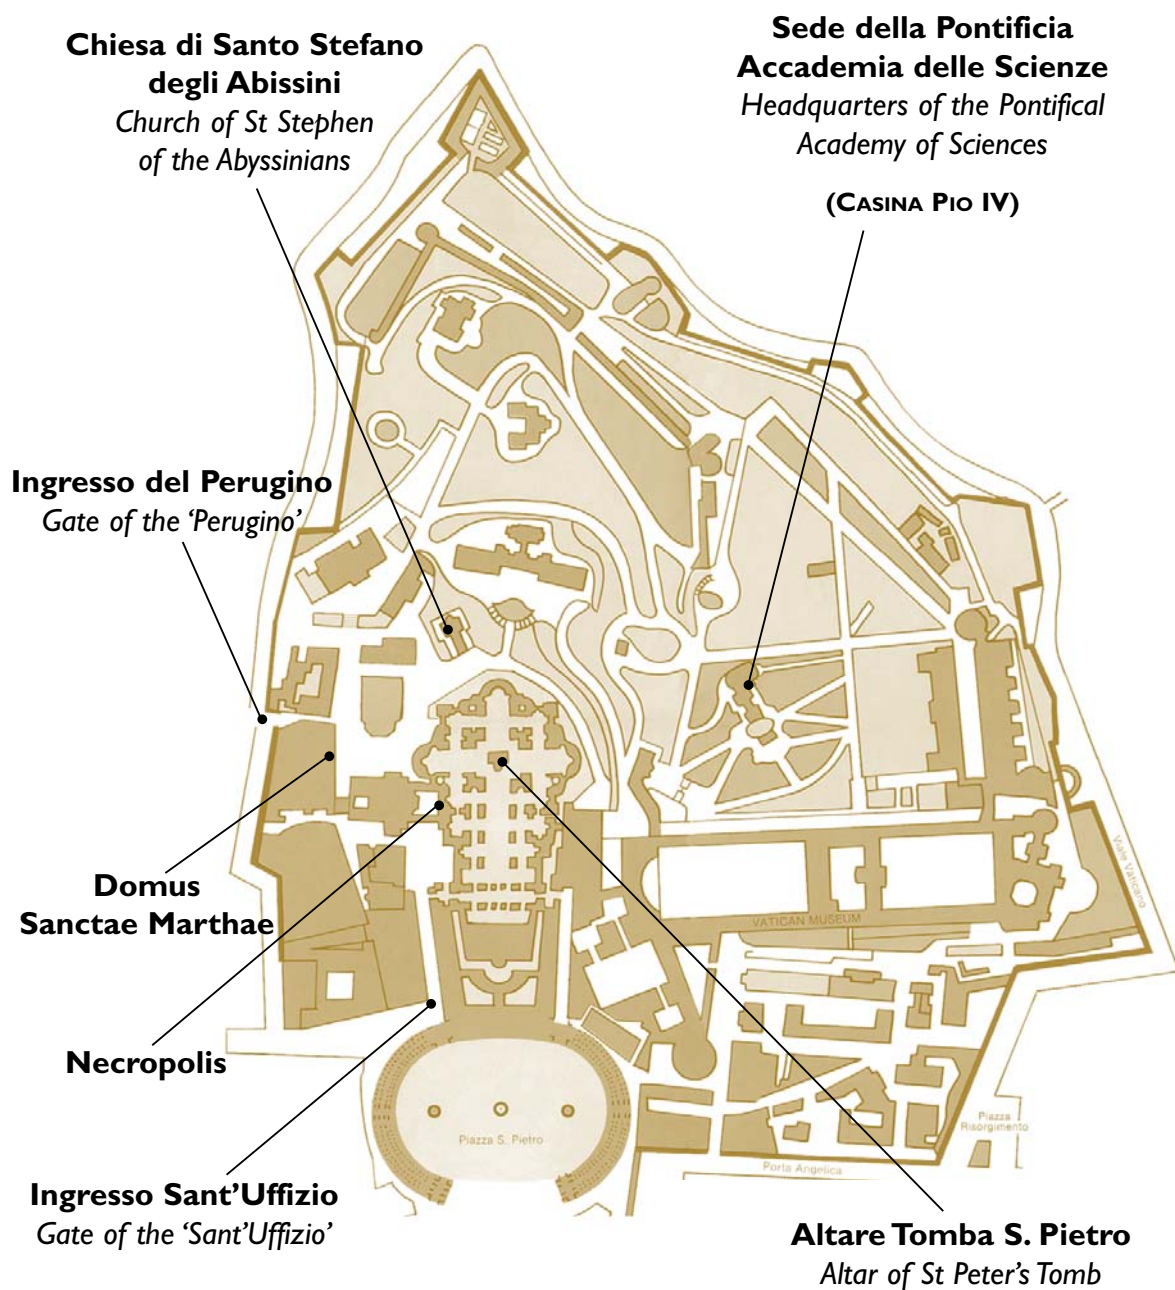 Chiesa di Santo Stefano
degli Abissini
Church of St Stephen
of the Abyssinians
Sede della Pontificia
Accademia delle Scienze
Headquarters of the Pontifical
Academy of Sciences
(CASINA PIO IV)
Ingresso del Perugino
Gate of the ‘Perugino’
Domus
Sanctae Marthae
Necropolis
Ingresso Sant’Uffizio
Gate of the ‘Sant’Uffizio’
VATICAN MUSEUM
Viale Vaticano
Piazza S. Pietro
Piazza
Risorgimento
Porta Angelica
Altare Tomba S. Pietro
Altar of St Peter’s Tomb